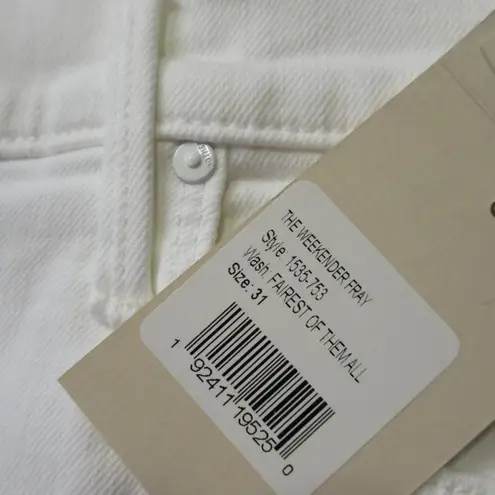 THE WEEKENDER FRAY
Style: 1535-753
Wash: FAIREST OF THEM ALL
Size: 31
1 92411 19525 0